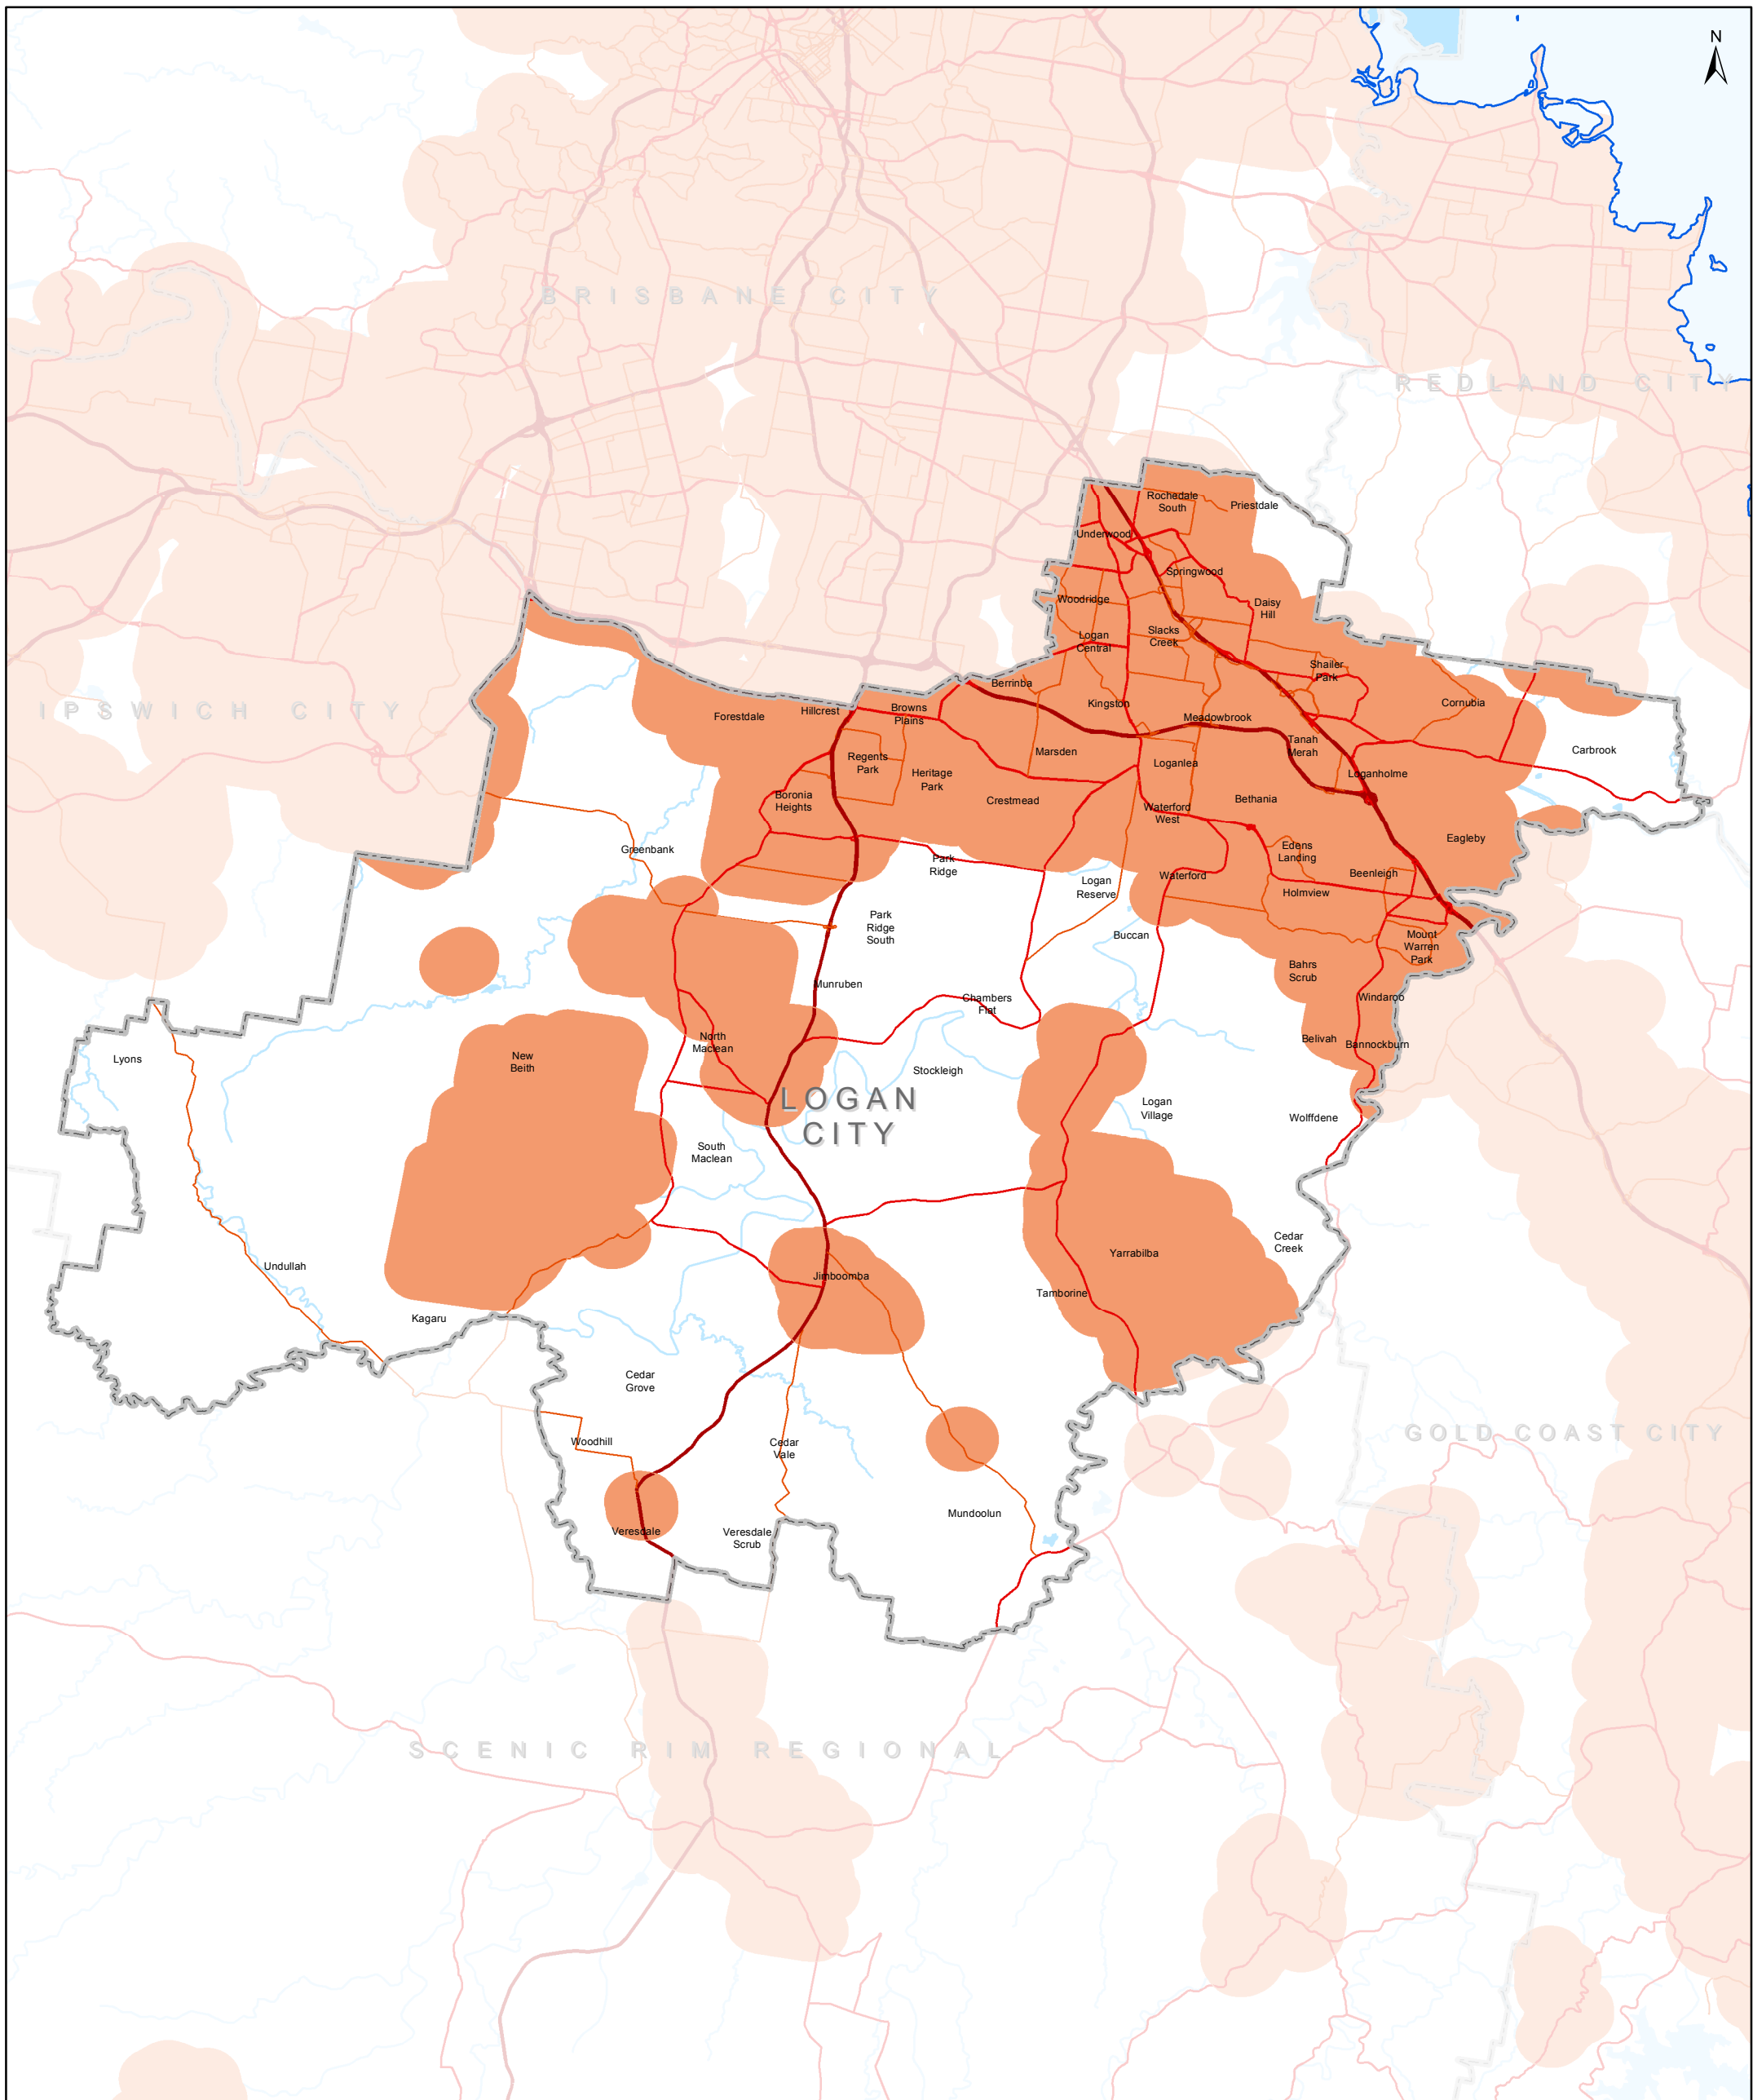 N
BRISBANE CITY
REDLAND CITY
Rochedale
South
Priestdale
Underwood
Springwood
Woodridge
Daisy
Hill
Slacks
Creek
Logan
Central
Shailer
Park
Berrinba
IPSWICH CITY
Forestdale
Hillcrest
Browns
Plains
Kingston
Meadowbrook
Cornubia
Tanah
Merah
Carbrook
Marsden
Regents
Park
Loganlea
Heritage
Park
Loganholme
Boronia
Heights
Crestmead
Bethania
Waterford
West
Eagleby
Greenbank
Edens
Landing
Park
Ridge
Beenleigh
Waterford
Logan
Reserve
Holmview
Park
Ridge
South
Buccan
Mount
Warren
Park
Bahrs
Scrub
Munruben
Chambers
Flat
Windaroo
North
Maclean
Belivah
Bannockburn
Lyons
New
Beith
Stockleigh
LOGAN
CITY
Logan
Village
Wolffdene
South
Maclean
Cedar
Creek
Yarrabilba
Undullah
Jimboomba
Tamborine
Kagaru
Cedar
Grove
GOLD COAST CITY
Woodhill
Cedar
Vale
Mundoolun
Veresdale
Veresdale
Scrub
SCENIC RIM REGIONAL